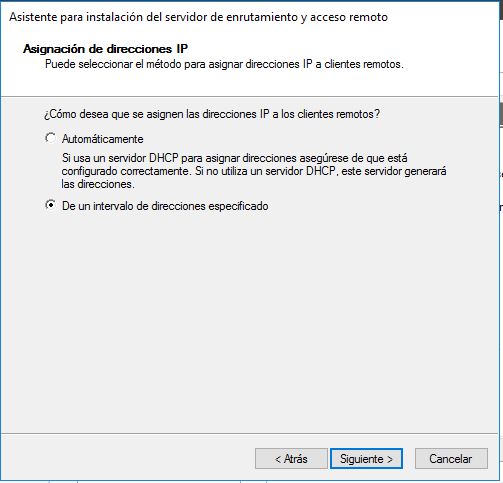 Asistente para instalación del servidor de enrutamiento y acceso remoto
Asignación de direcciones IP
Puede seleccionar el método para asignar direcciones IP a clientes remotos.
¿Cómo desea que se asignen las direcciones IP a los clientes remotos?
Automáticamente
Si usa un servidor DHCP para asignar direcciones asegúrese de que está
configurado correctamente. Si no utiliza un servidor DHCP, este servidor generará
las direcciones.
De un intervalo de direcciones especificado
< Atrás
Siguiente >
Cancelar